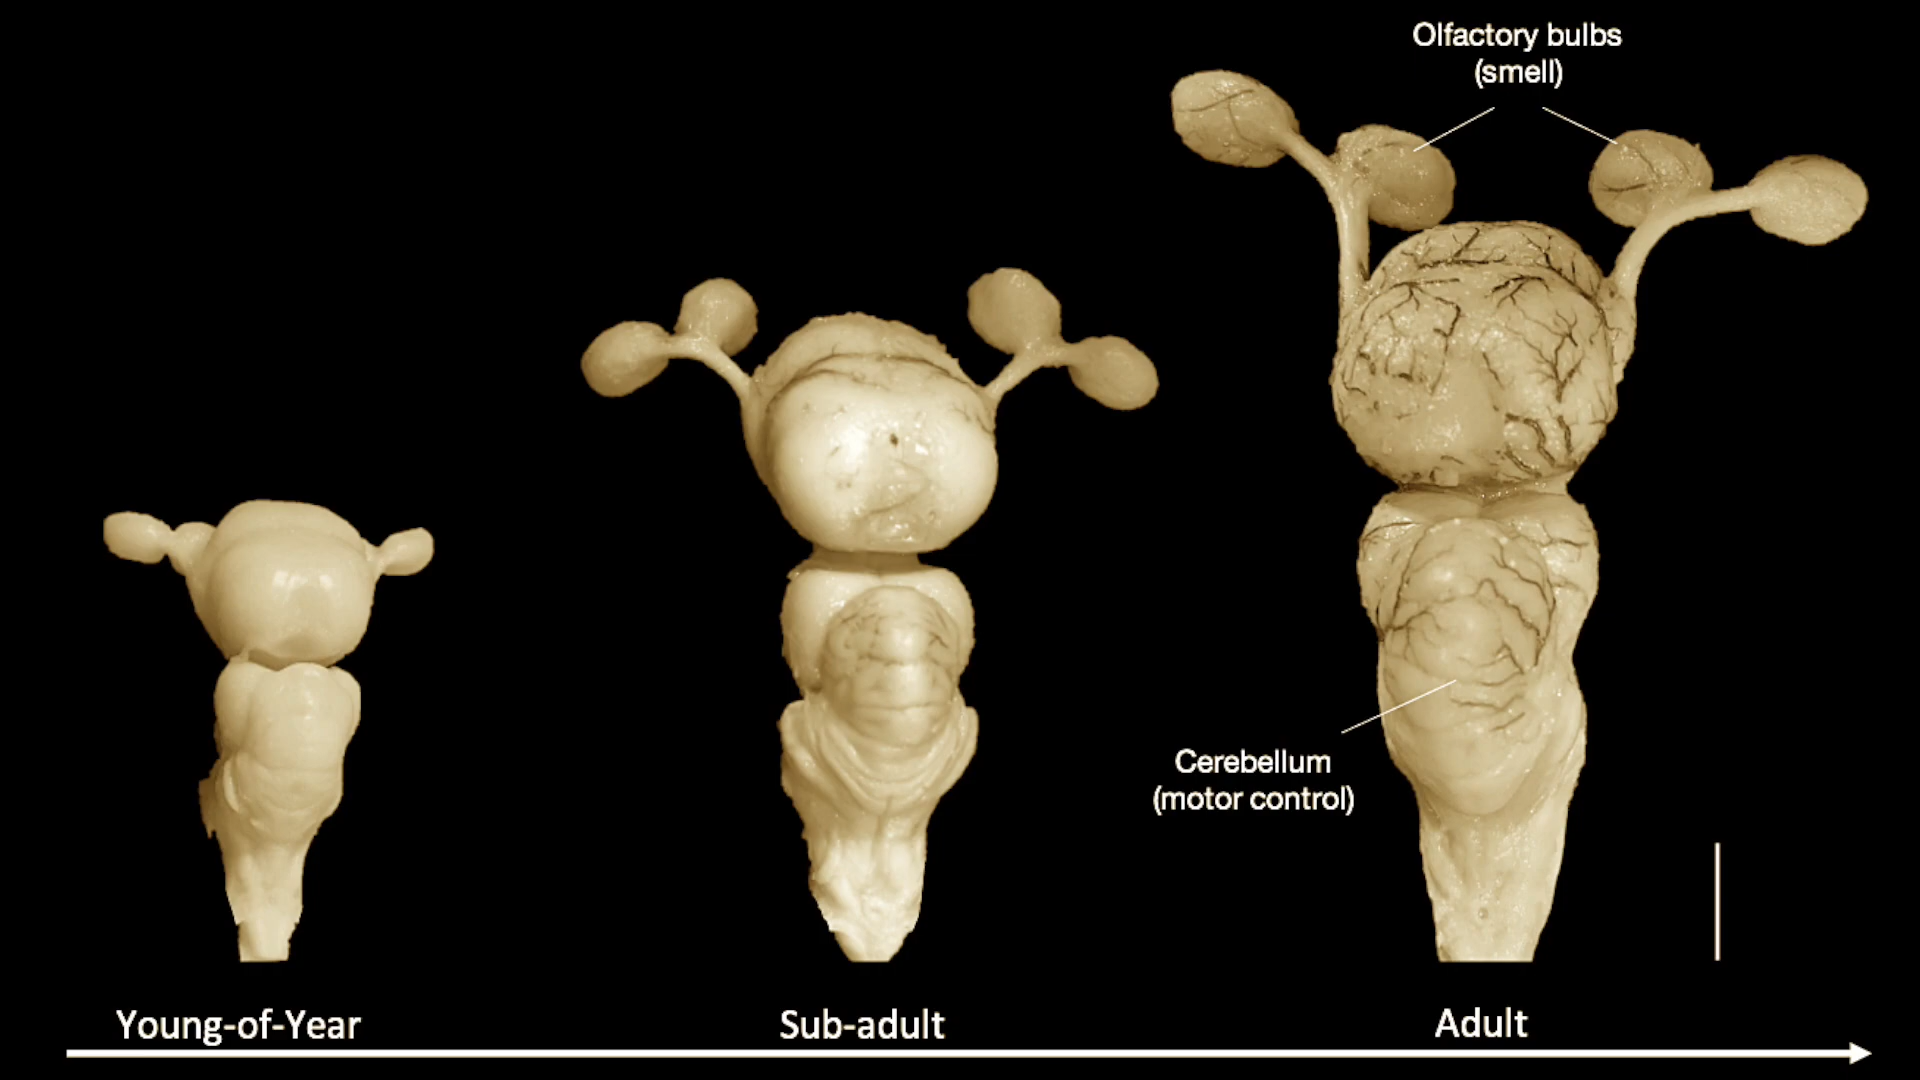 Olfactory bulbs
(smell)
Cerebellum
(motor control)
Young-of-Year
Sub-adult
Adult